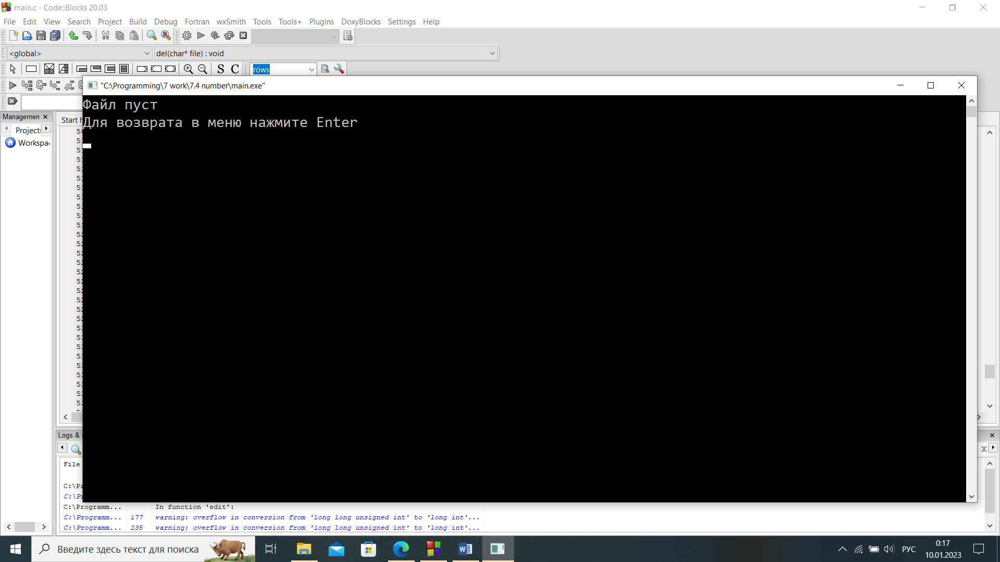 main.c - Code::Blocks 20.03
File Edit View Search Project Build Debug Fortran wxSmith Tools Tools+ Plugins DoxyBlocks Settings Help
<global> del(char* file) : void
S C rows
"C:\Programming\7 work\7.4 number\main.exe"
Файл пуст
Для возврата в меню нажмите Enter
Managemen
Projects
Start
Logs &
File
C:\Programm... In function 'edit':
C:\Programm... 177 warning: overflow in conversion from 'long long unsigned int' to 'long int'...
C:\Programm... 235 warning: overflow in conversion from 'long long unsigned int' to 'long int'...
Введите здесь текст для поиска
РУС
0:17
10.01.2023